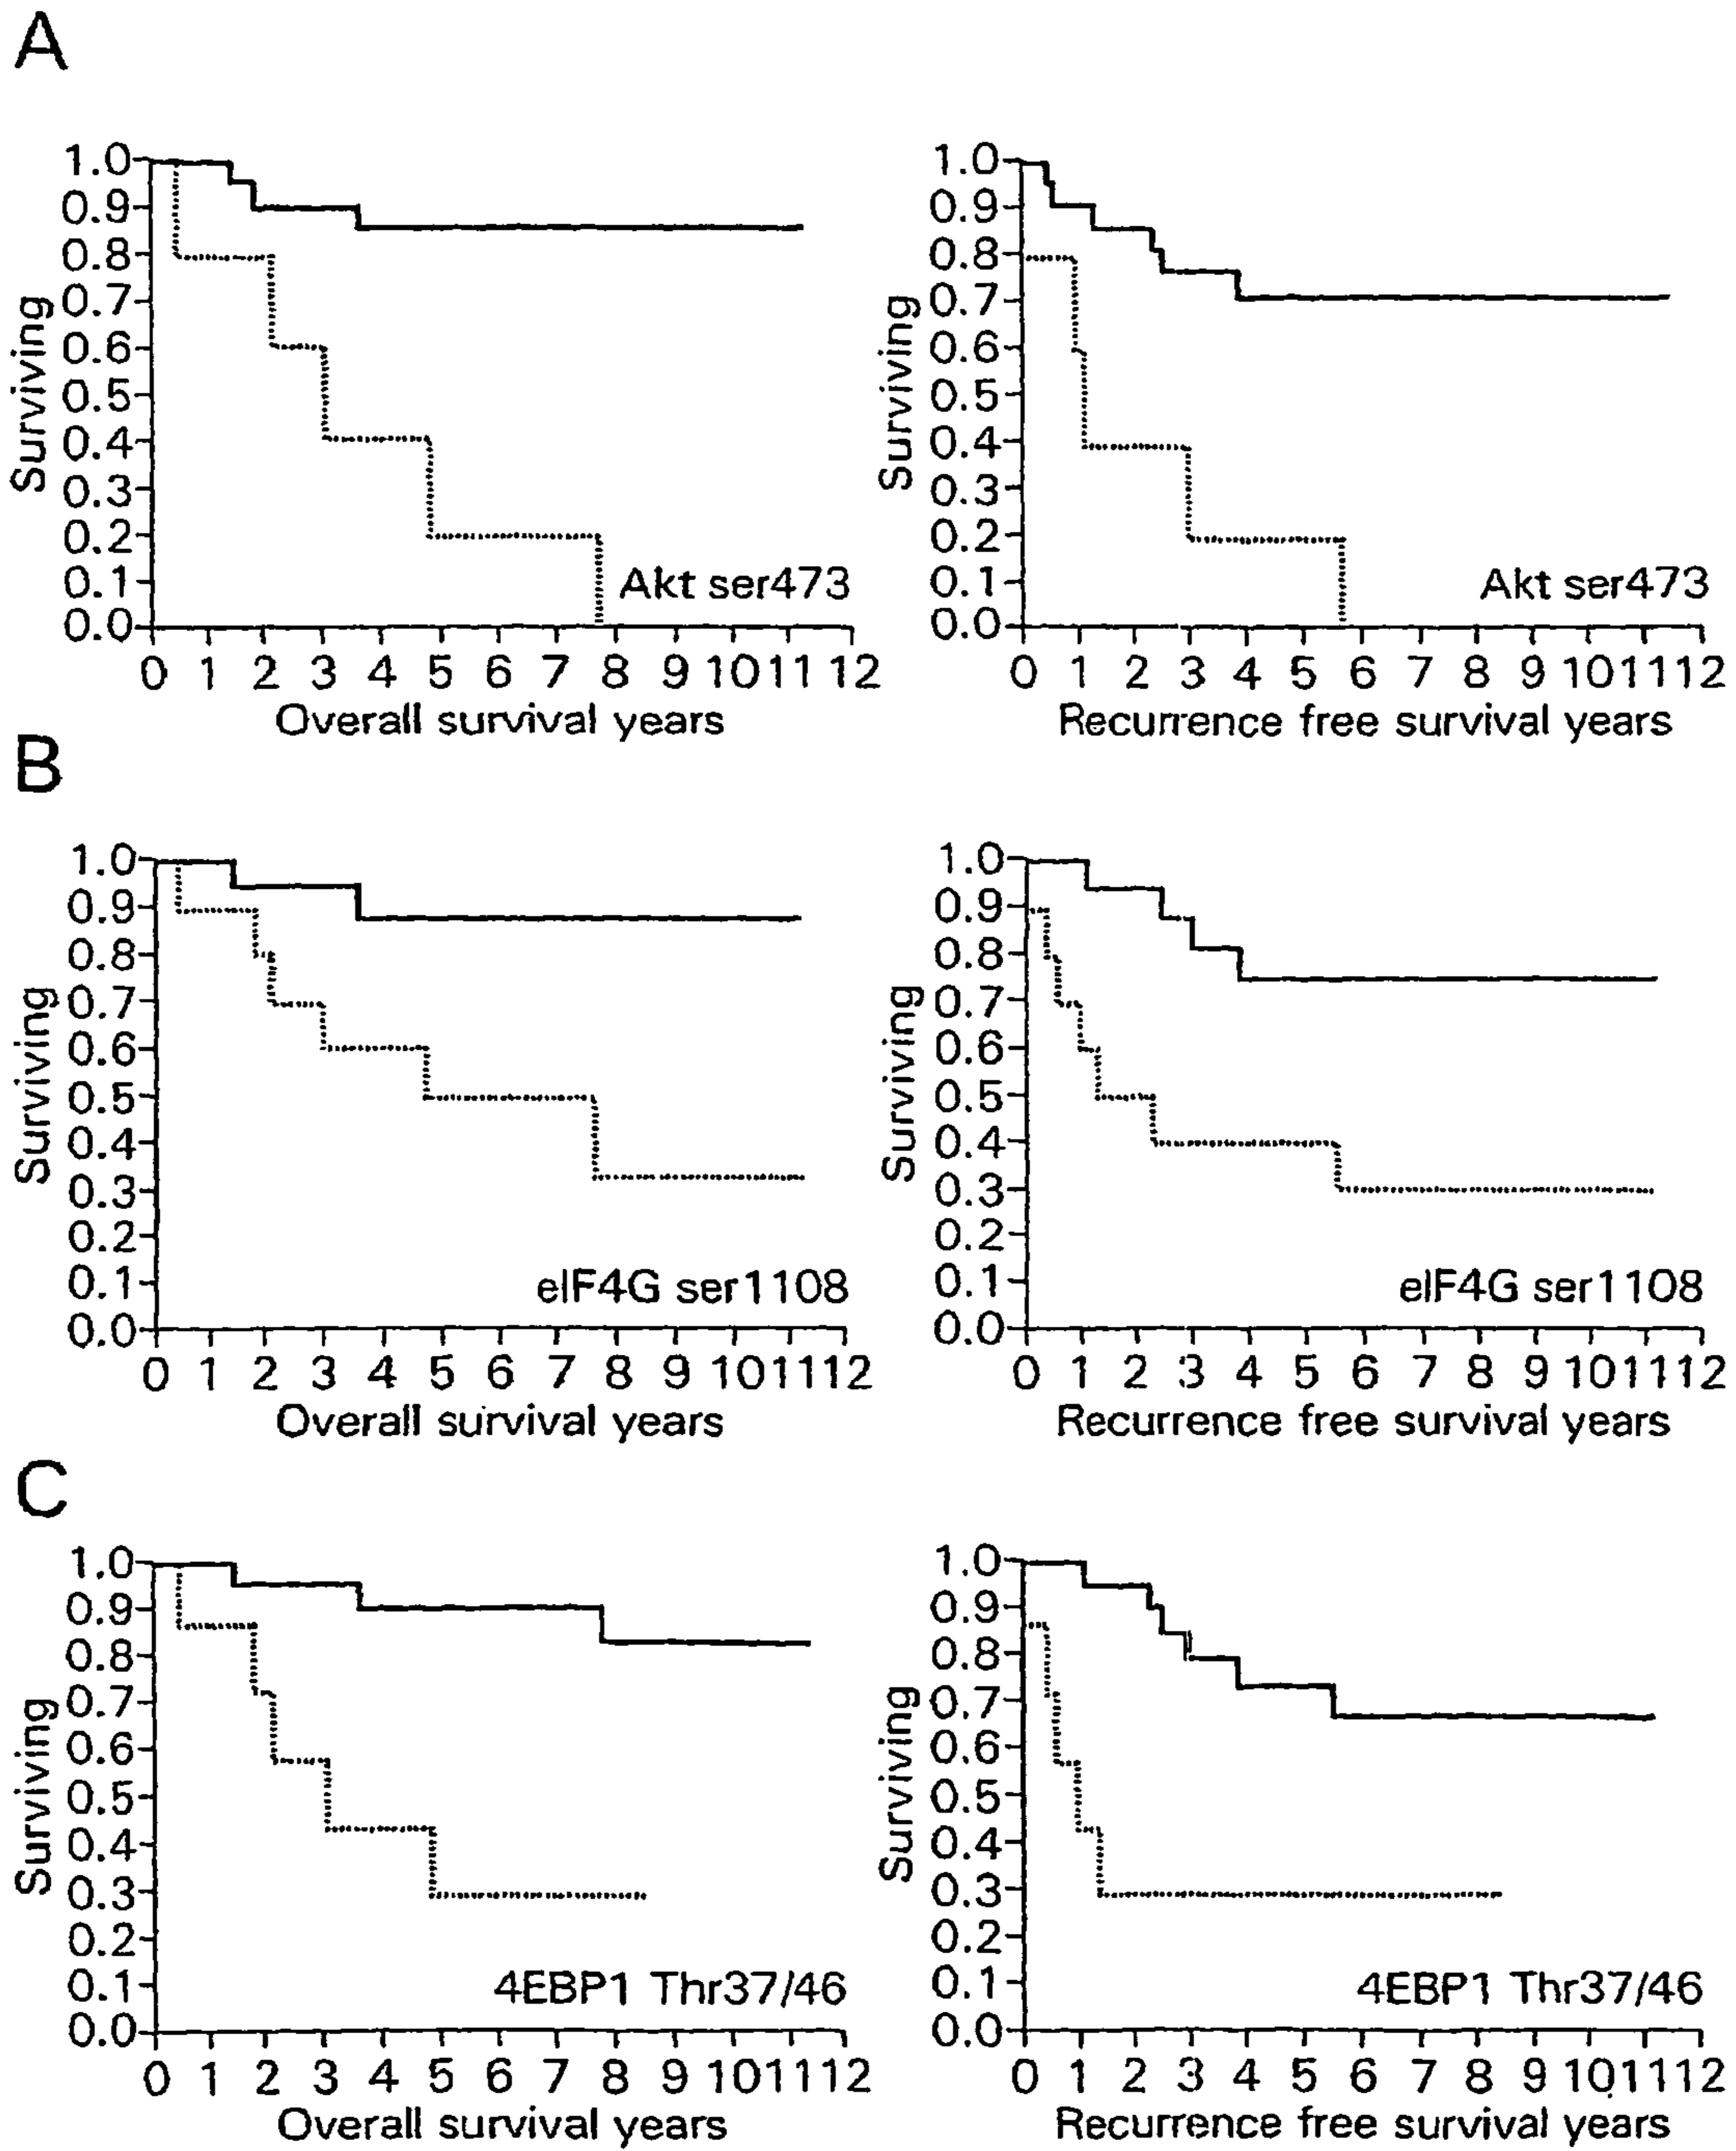 A
1.0
0.9
0.8
0.7
0.6
0.5
0.4
0.3
0.2
0.1
0.0
Surviving
Akt ser473
0 1 2 3 4 5 6 7 8 9 10 11 12
Overall survival years
1.0
0.9
0.8
0.7
0.6
0.5
0.4
0.3
0.2
0.1
0.0
Surviving
Akt ser473
0 1 2 3 4 5 6 7 8 9 10 11 12
Recurrence free survival years
B
1.0
0.9
0.8
0.7
0.6
0.5
0.4
0.3
0.2
0.1
0.0
Surviving
eIF4G ser1108
0 1 2 3 4 5 6 7 8 9 10 11 12
Overall survival years
1.0
0.9
0.8
0.7
0.6
0.5
0.4
0.3
0.2
0.1
0.0
Surviving
eIF4G ser1108
0 1 2 3 4 5 6 7 8 9 10 11 12
Recurrence free survival years
C
1.0
0.9
0.8
0.7
0.6
0.5
0.4
0.3
0.2
0.1
0.0
Surviving
4EBP1 Thr37/46
0 1 2 3 4 5 6 7 8 9 10 11 12
Overall survival years
1.0
0.9
0.8
0.7
0.6
0.5
0.4
0.3
0.2
0.1
0.0
Surviving
4EBP1 Thr37/46
0 1 2 3 4 5 6 7 8 9 10 11 12
Recurrence free survival years